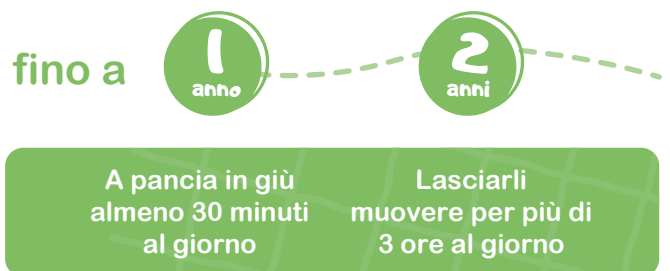 fino a
1
anno
2
anni
A pancia in giù
almeno 30 minuti
al giorno
Lasciarli
muovere per più di
3 ore al giorno